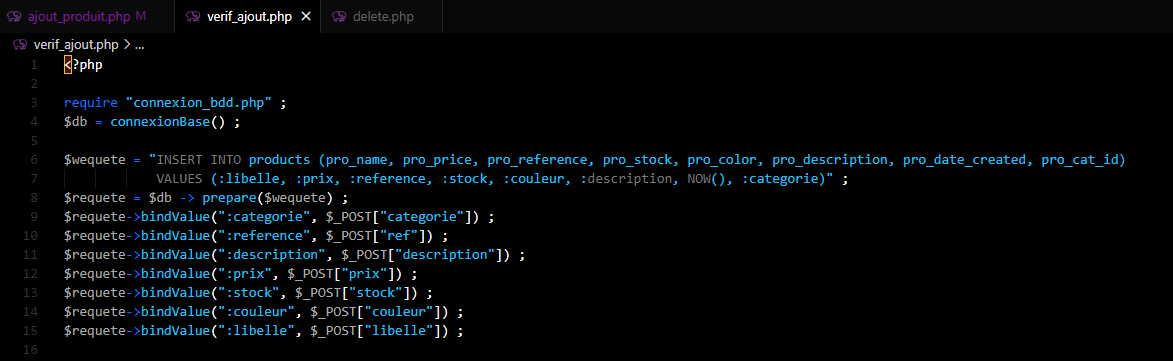 ajout_produit.php M verif_ajout.php × delete.php
verif_ajout.php > ...
1 <?php
2
3 require "connexion_bdd.php" ;
4 $db = connexionBase() ;
5
6 $wequete = "INSERT INTO products (pro_name, pro_price, pro_reference, pro_stock, pro_color, pro_description, pro_date_created, pro_cat_id)
7 VALUES (:libelle, :prix, :reference, :stock, :couleur, :description, NOW(), :categorie)" ;
8 $requete = $db -> prepare($wequete) ;
9 $requete->bindValue(":categorie", $_POST["categorie"]) ;
10 $requete->bindValue(":reference", $_POST["ref"]) ;
11 $requete->bindValue(":description", $_POST["description"]) ;
12 $requete->bindValue(":prix", $_POST["prix"]) ;
13 $requete->bindValue(":stock", $_POST["stock"]) ;
14 $requete->bindValue(":couleur", $_POST["couleur"]) ;
15 $requete->bindValue(":libelle", $_POST["libelle"]) ;
16